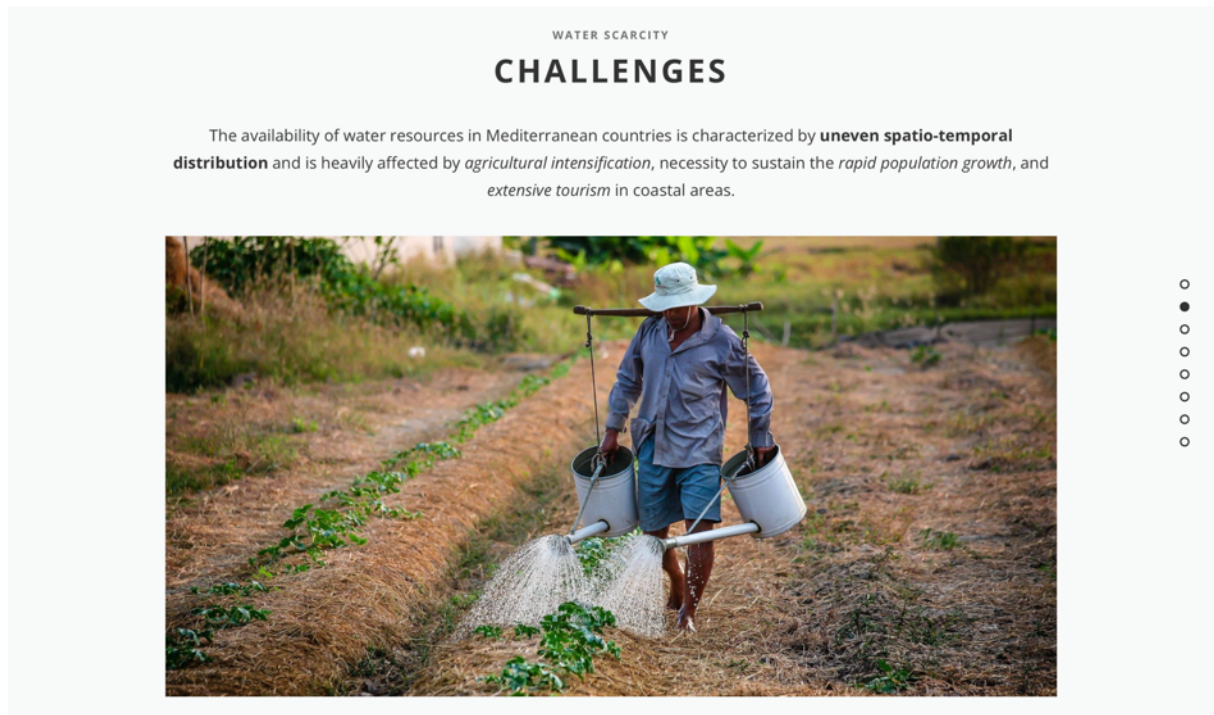 WATER SCARCITY
CHALLENGES
The availability of water resources in Mediterranean countries is characterized by uneven spatio-temporal
distribution and is heavily affected by agricultural intensification, necessity to sustain the rapid population growth, and
extensive tourism in coastal areas.